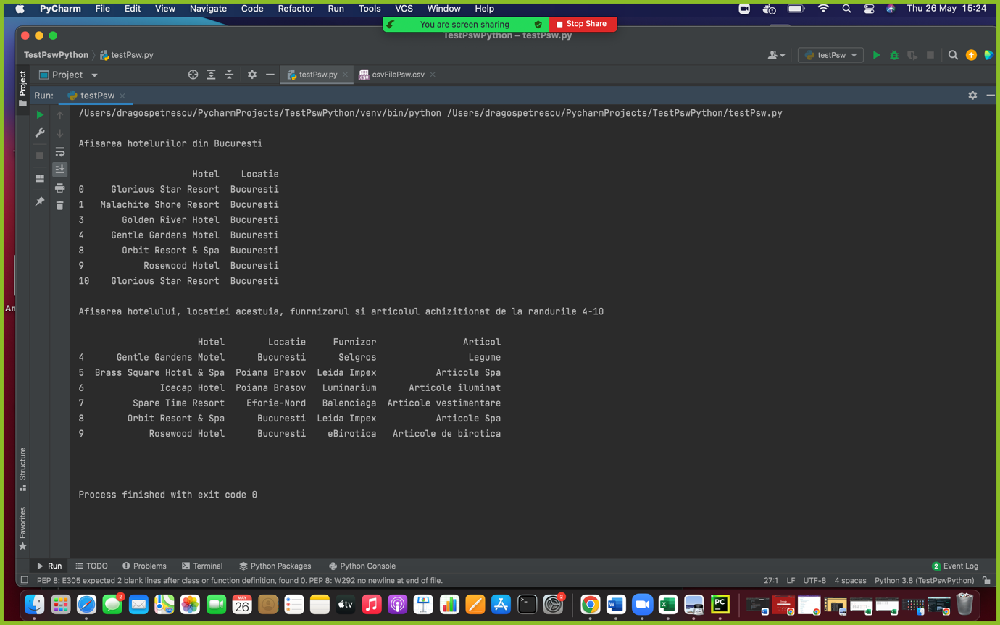 PyCharm File Edit View Navigate Code Refactor Run Tools VCS Window Help Thu 26 May 15:24
You are screen sharing Stop Share
TestPswPython – testPsw.py
TestPswPython testPsw.py testPsw
Project testPsw.py csvFilePsw.csv
Project
Run: testPsw
/Users/dragospetrescu/PycharmProjects/TestPswPython/venv/bin/python /Users/dragospetrescu/PycharmProjects/TestPswPython/testPsw.py
Afisarea hotelurilor din Bucuresti
Hotel Locatie
0 Glorious Star Resort Bucuresti
1 Malachite Shore Resort Bucuresti
3 Golden River Hotel Bucuresti
4 Gentle Gardens Motel Bucuresti
8 Orbit Resort & Spa Bucuresti
9 Rosewood Hotel Bucuresti
10 Glorious Star Resort Bucuresti
An
Afisarea hotelului, locatiei acestuia, funrnizorul si articolul achizitionat de la randurile 4-10
Hotel Locatie Furnizor Articol
4 Gentle Gardens Motel Bucuresti Selgros Legume
5 Brass Square Hotel & Spa Poiana Brasov Leida Impex Articole Spa
6 Icecap Hotel Poiana Brasov Luminarium Articole iluminat
7 Spare Time Resort Eforie-Nord Balenciaga Articole vestimentare
8 Orbit Resort & Spa Bucuresti Leida Impex Articole Spa
9 Rosewood Hotel Bucuresti eBirotica Articole de birotica
Process finished with exit code 0
Structure
Favorites
Run TODO Problems Terminal Python Packages Python Console 2 Event Log
PEP 8: E305 expected 2 blank lines after class or function definition, found 0. PEP 8: W292 no newline at end of file. 27:1 LF UTF-8 4 spaces Python 3.8 (TestPswPython)
2 MAY 26 tv 2 PC